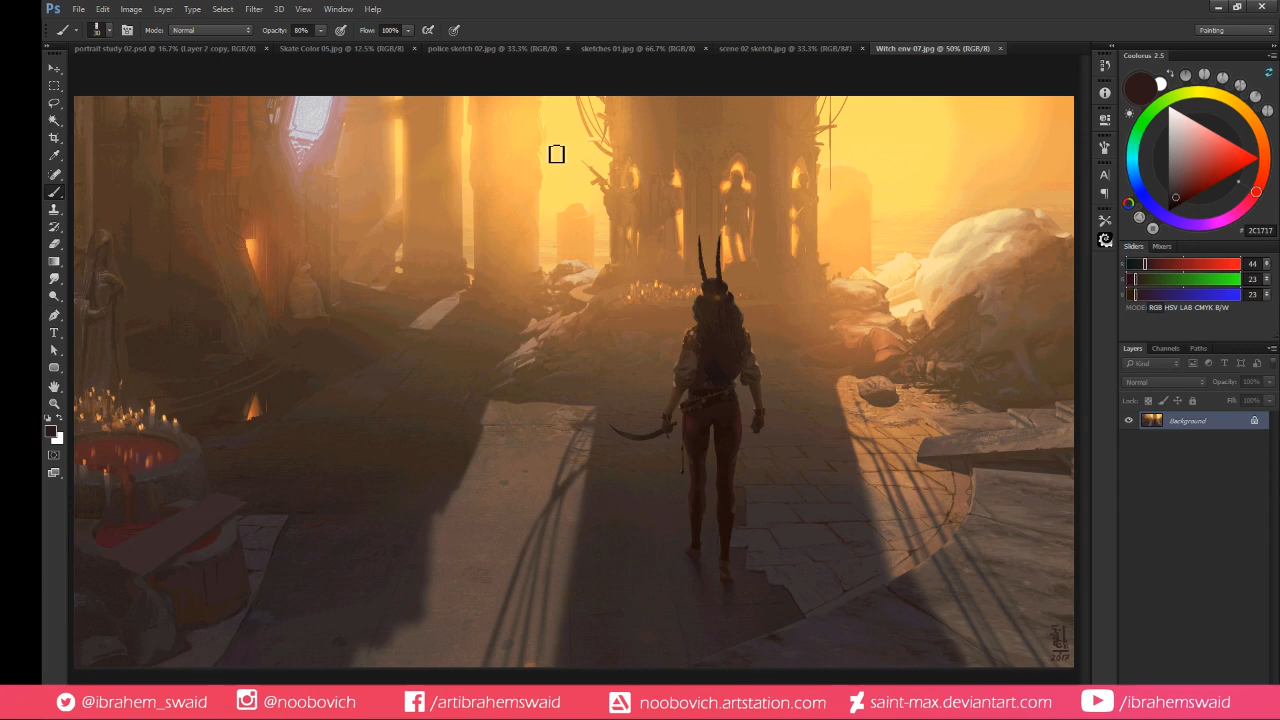 Ps File Edit Image Layer Type Select Filter 3D View Window Help
30 Mode: Normal Opacity: 80% Flow: 100% Painting
portrait study 02.psd @ 16.7% (Layer 2 copy, RGB/8) Skate Color 05.jpg @ 12.5% (RGB/8) police sketch 02.jpg @ 33.3% (RGB/8) sketches 01.jpg @ 66.7% (RGB/8) scene 02 sketch.jpg @ 33.3% (RGB/8#) Witch env-07.jpg @ 50% (RGB/8)
Coolorus 2.5
# 2C1717
Sliders Mixers
R 44
G 23
B 23
MODE: RGB HSV LAB CMYK B/W
Layers Channels Paths
Kind
Normal Opacity: 100%
Lock: Fill: 100%
Background
2017
@ibrahem_swaid @noobovich /artibrahemswaid noobovich.artstation.com saint-max.deviantart.com /ibrahemswaid